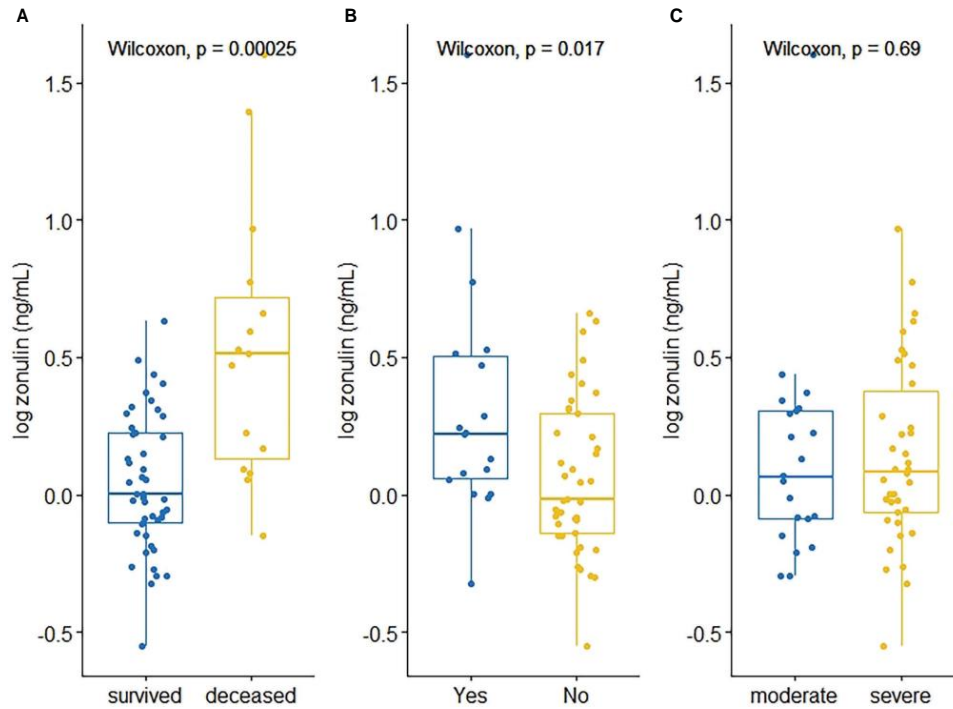 A
B
C
Wilcoxon, p = 0.00025
Wilcoxon, p = 0.017
Wilcoxon, p = 0.69
log zonulin (ng/mL)
1.5
1.0
0.5
0.0
-0.5
survived deceased
log zonulin (ng/mL)
1.5
1.0
0.5
0.0
-0.5
Yes No
log zonulin (ng/mL)
1.5
1.0
0.5
0.0
-0.5
moderate severe